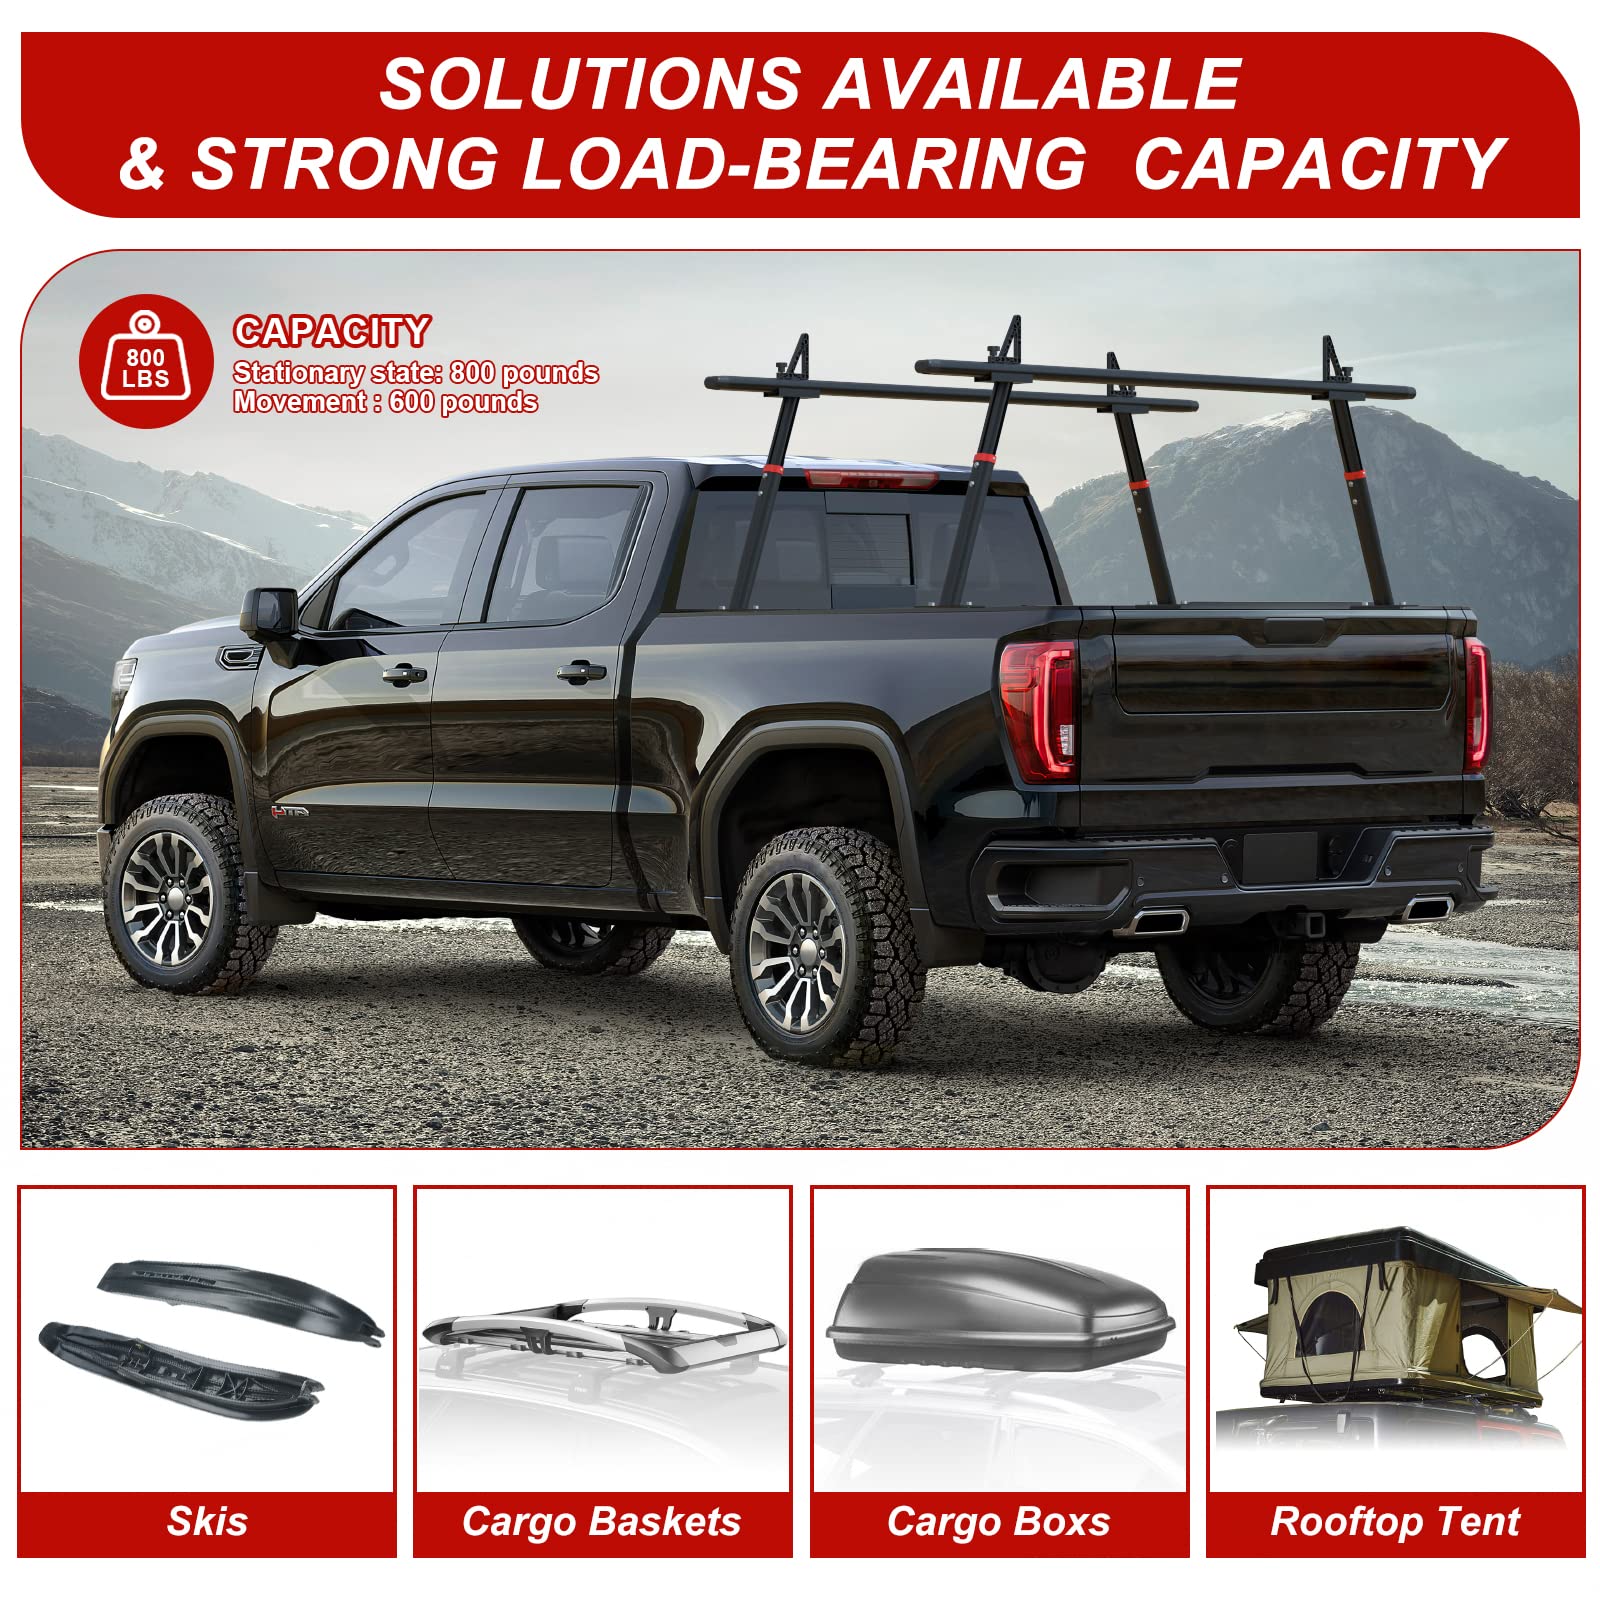 SOLUTIONS AVAILABLE
& STRONG LOAD-BEARING CAPACITY
800
LBS
CAPACITY
Stationary state: 800 pounds
Movement : 600 pounds
Skis
Cargo Baskets
Cargo Boxs
Rooftop Tent